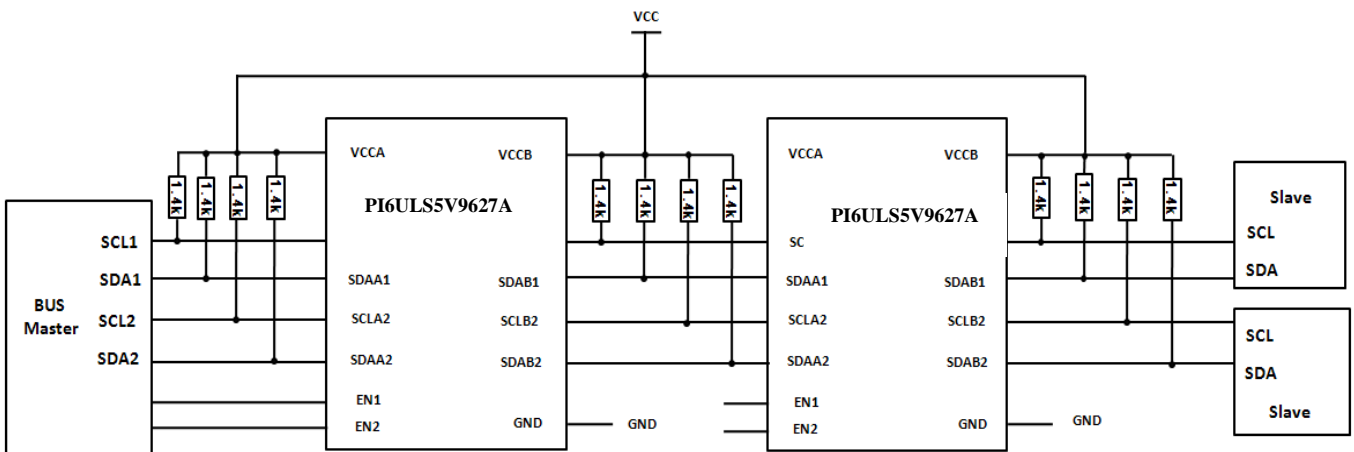 VCC
1.4k 1.4k 1.4k 1.4k
1.4k 1.4k 1.4k 1.4k
1.4k 1.4k 1.4k 1.4k
BUS
Master
SCL1
SDA1
SCL2
SDA2
VCCA VCCB
PI6ULS5V9627A
SDAA1 SDAB1
SCLA2 SCLB2
SDAA2 SDAB2
EN1
EN2
GND GND
VCCA VCCB
PI6ULS5V9627A
SC
SDAA1 SDAB1
SCLA2 SCLB2
SDAA2 SDAB2
EN1
EN2
GND GND
Slave
SCL
SDA
SCL
SDA
Slave